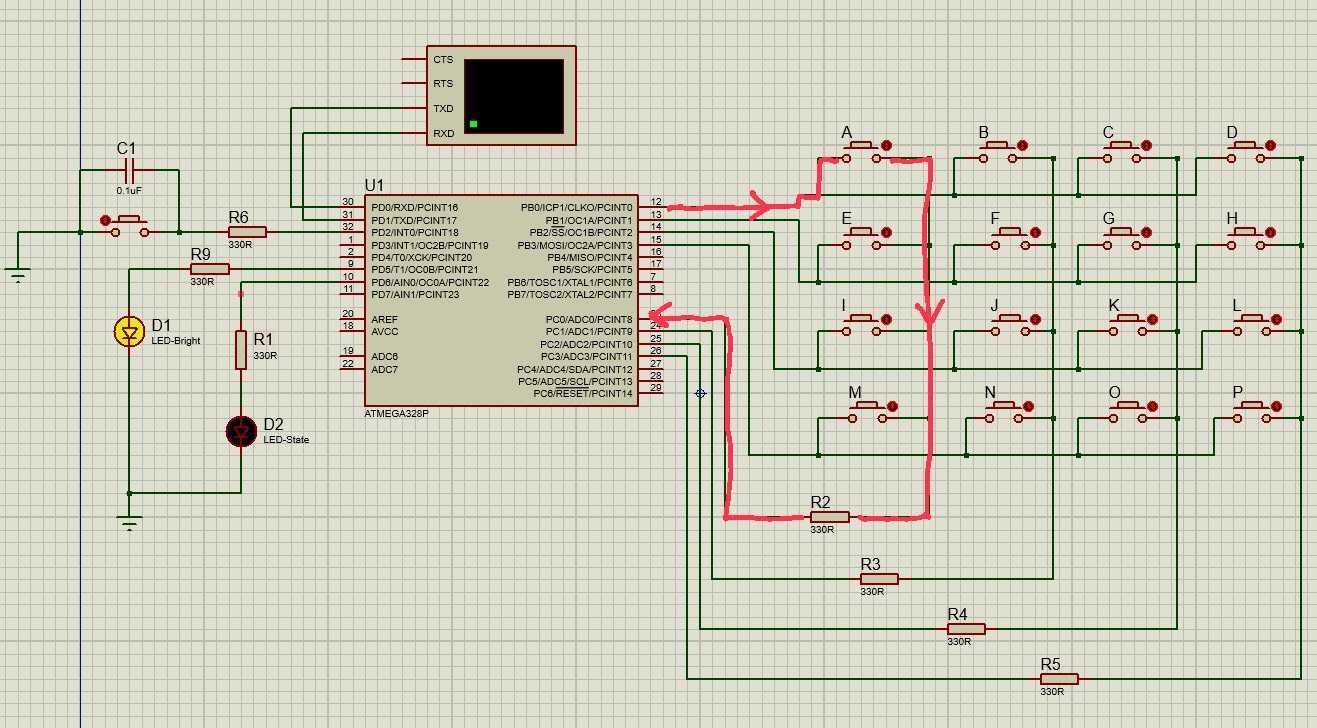 CTS
RTS
TXD
RXD
C1
0.1uF
R6
330R
R9
330R
D1
LED-Bright
R1
330R
D2
LED-State
U1
30 PD0/RXD/PCINT16
31 PD1/TXD/PCINT17
32 PD2/INT0/PCINT18
1 PD3/INT1/OC2B/PCINT19
2 PD4/T0/XCK/PCINT20
9 PD5/T1/OC0B/PCINT21
10 PD6/AIN0/OC0A/PCINT22
11 PD7/AIN1/PCINT23
20 AREF
18 AVCC
19 ADC6
22 ADC7
PB0/ICP1/CLKO/PCINT0 12
PB1/OC1A/PCINT1 13
PB2/SS/OC1B/PCINT2 14
PB3/MOSI/OC2A/PCINT3 15
PB4/MISO/PCINT4 16
PB5/SCK/PCINT5 17
PB6/TOSC1/XTAL1/PCINT6 7
PB7/TOSC2/XTAL2/PCINT7 8
PC0/ADC0/PCINT8
PC1/ADC1/PCINT9 24
PC2/ADC2/PCINT10 25
PC3/ADC3/PCINT11 26
PC4/ADC4/SDA/PCINT12 27
PC5/ADC5/SCL/PCINT13 28
PC6/RESET/PCINT14 29
ATMEGA328P
A B C D
E F G H
I J K L
M N O P
R2
330R
R3
330R
R4
330R
R5
330R